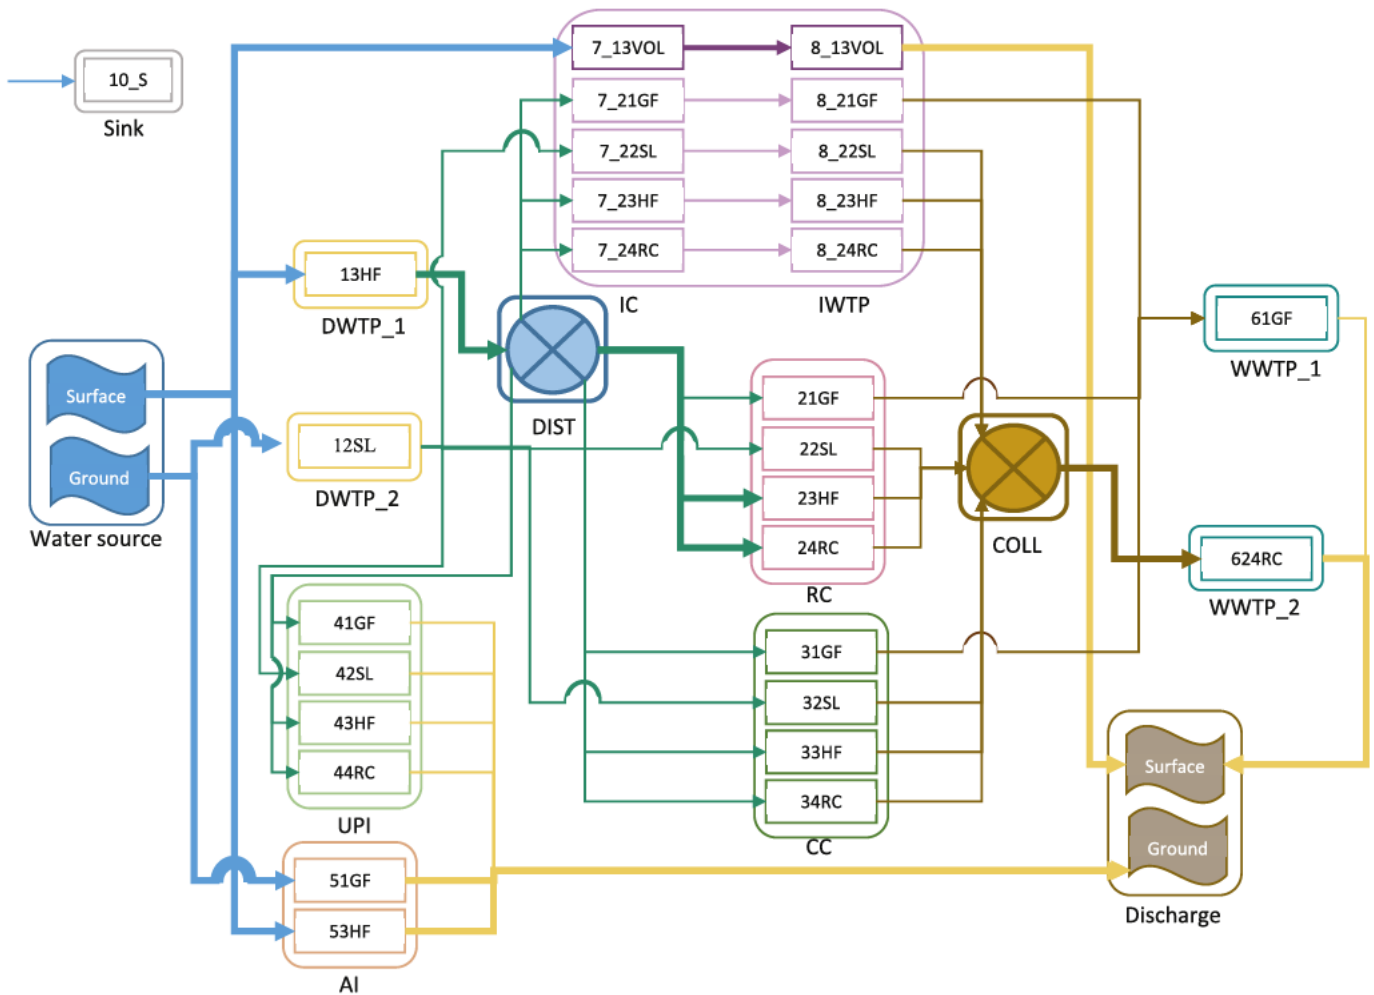 10_S
Sink
7_13VOL
8_13VOL
7_21GF
8_21GF
7_22SL
8_22SL
7_23HF
8_23HF
7_24RC
8_24RC
IC
IWTP
13HF
DWTP_1
Surface
Ground
Water source
12SL
DWTP_2
DIST
21GF
22SL
23HF
24RC
RC
COLL
61GF
WWTP_1
624RC
WWTP_2
41GF
42SL
43HF
44RC
UPI
31GF
32SL
33HF
34RC
CC
51GF
53HF
AI
Surface
Ground
Discharge